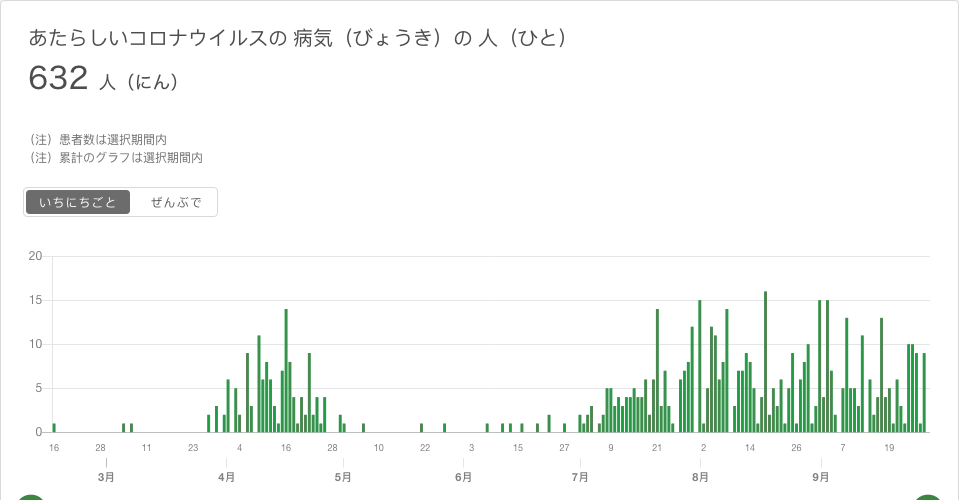 あたらしいコロナウイルスの 病気（びょうき）の 人（ひと）
632 人（にん）
（注）患者数は選択期間内
（注）累計のグラフは選択期間内
いちにちごと ぜんぶで
20
15
10
5
0
16 28 11 23 4 16 28 10 22 3 15 27 9 21 2 14 26 7 19
3月 4月 5月 6月 7月 8月 9月